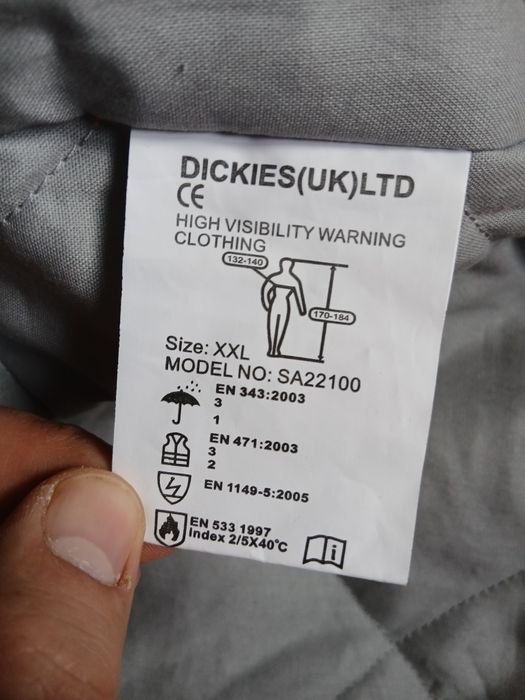 DICKIES(UK)LTD
CE
HIGH VISIBILITY WARNING
CLOTHING
132-140
170-184
Size: XXL
MODEL NO: SA22100
EN 343:2003
3
1
EN 471:2003
3
2
EN 1149-5:2005
EN 533 1997
Index 2/5X40°C
i